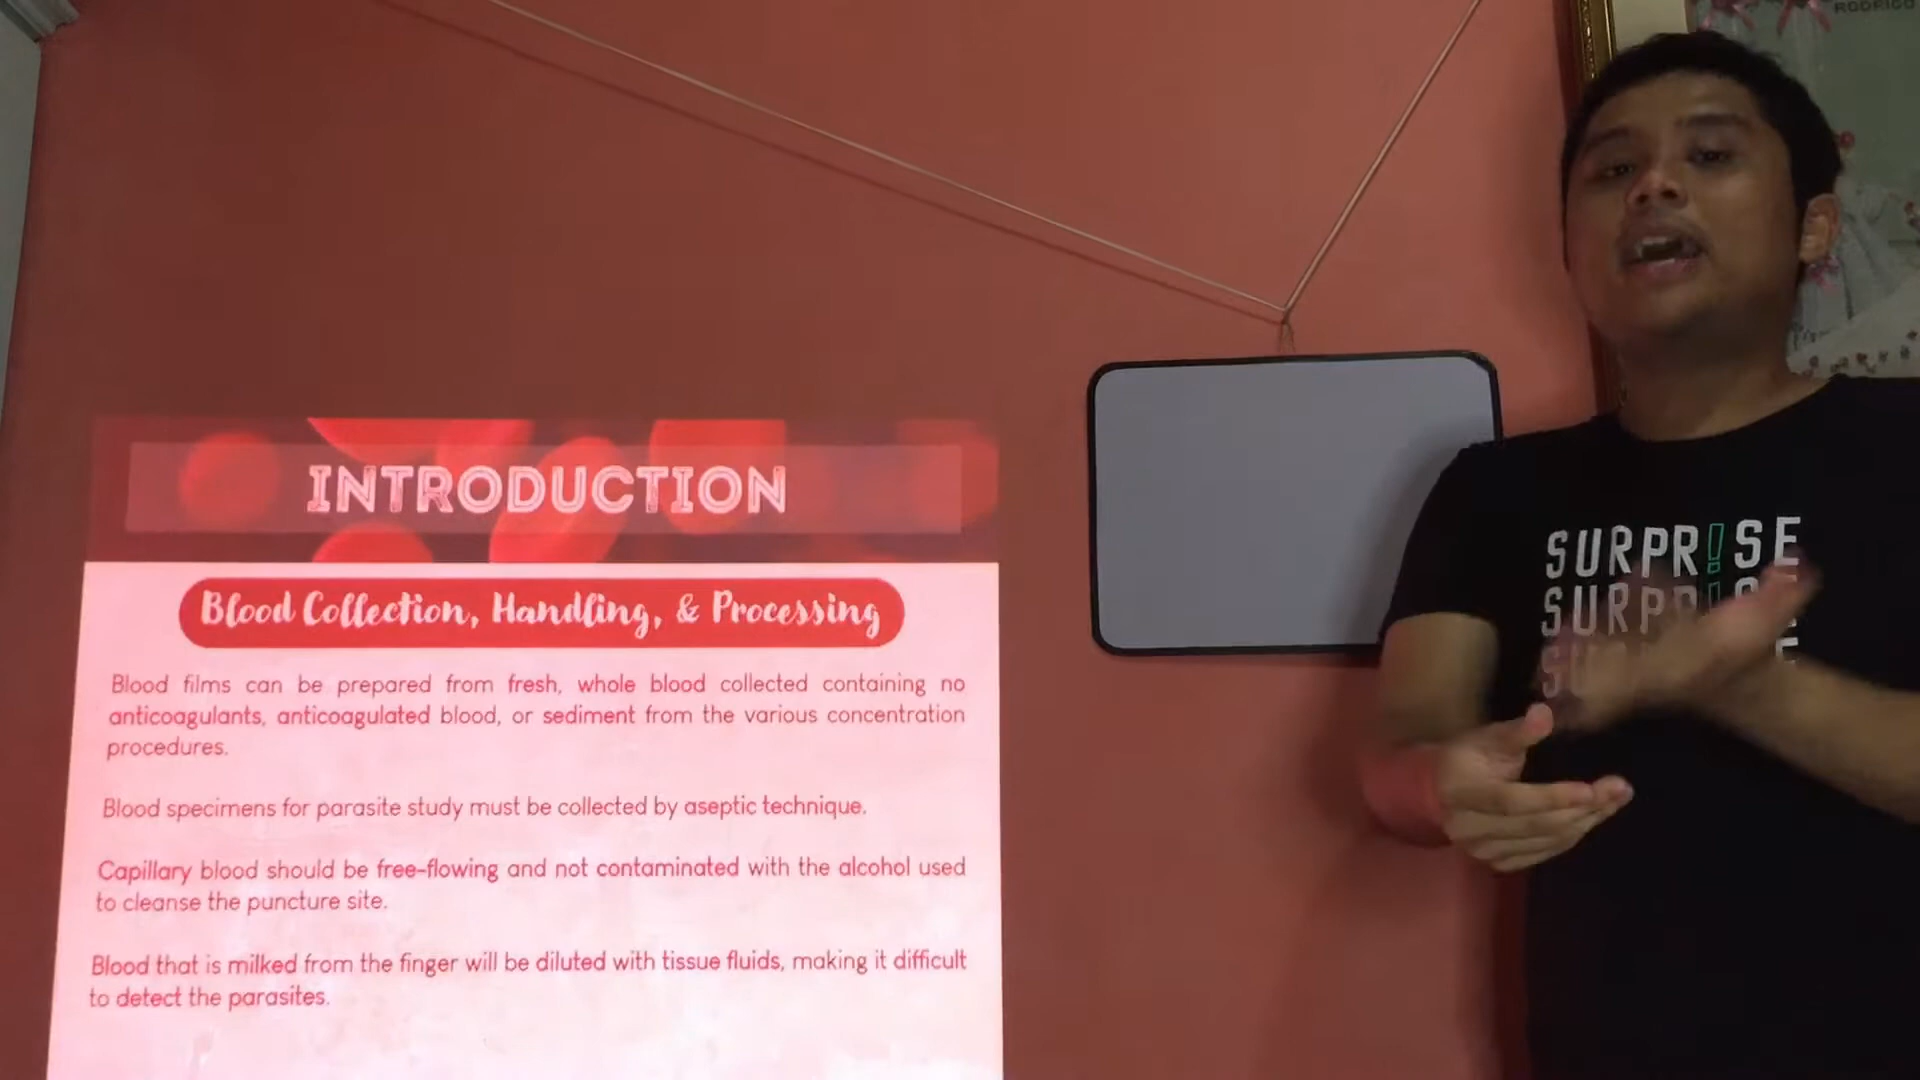 RODRIGO
INTRODUCTION
Blood Collection, Handling, & Processing
Blood films can be prepared from fresh, whole blood collected containing no
anticoagulants, anticoagulated blood, or sediment from the various concentration
procedures.
Blood specimens for parasite study must be collected by aseptic technique.
Capillary blood should be free-flowing and not contaminated with the alcohol used
to cleanse the puncture site.
Blood that is milked from the finger will be diluted with tissue fluids, making it difficult
to detect the parasites.
SURPR!SE